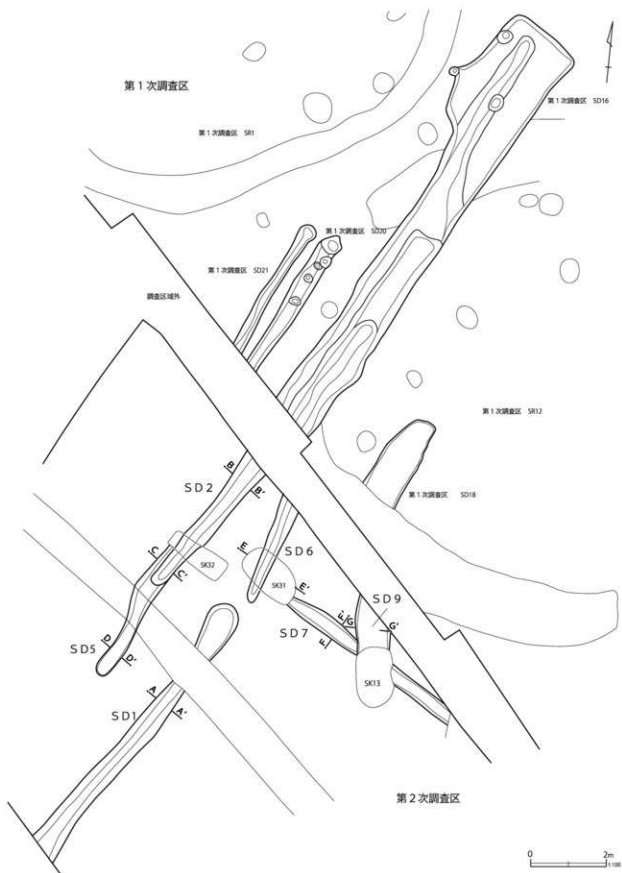 第1次調査区
第1次調査区 SR1
第1次調査区 SD16
第1次調査区 SD20
第1次調査区 SD21
調査区域外
第1次調査区 SR12
第1次調査区 SD18
B
B'
SD2
C
C'
SK32
E
E'
SD6
SK31
SD9
F'
G
G'
F
SD7
D
D'
SD5
SK13
A
A'
SD1
第2次調査区
0
2m
1:100